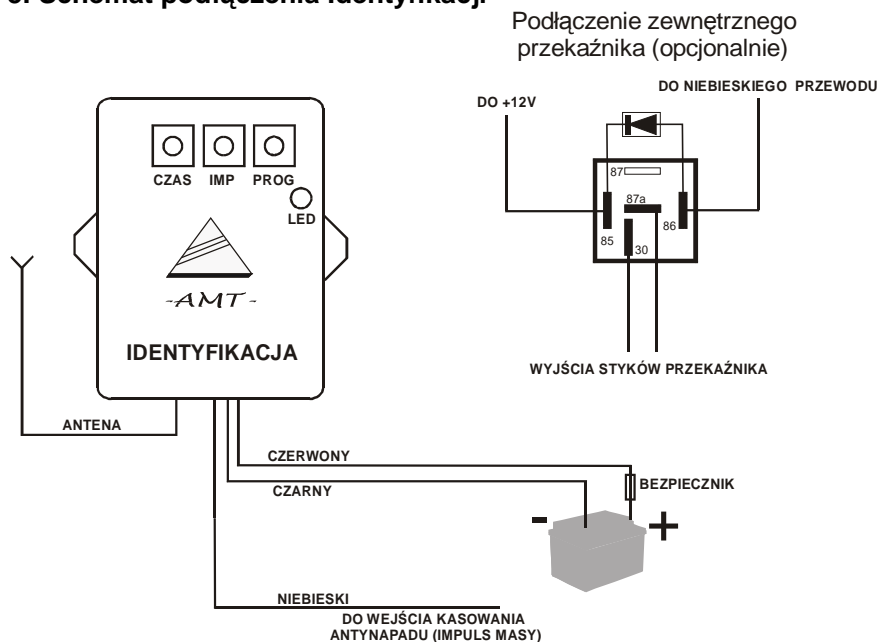 Podłączenie zewnętrznego
przekaźnika (opcjonalnie)
DO NIEBIESKIEGO PRZEWODU
DO +12V
87
87a
86
85
30
WYJŚCIA STYKÓW PRZEKAŹNIKA
CZAS IMP PROG
LED
-AMT-
IDENTYFIKACJA
ANTENA
CZERWONY
CZARNY
BEZPIECZNIK
- +
NIEBIESKI
DO WEJŚCIA KASOWANIA
ANTYNAPADU (IMPULS MASY)